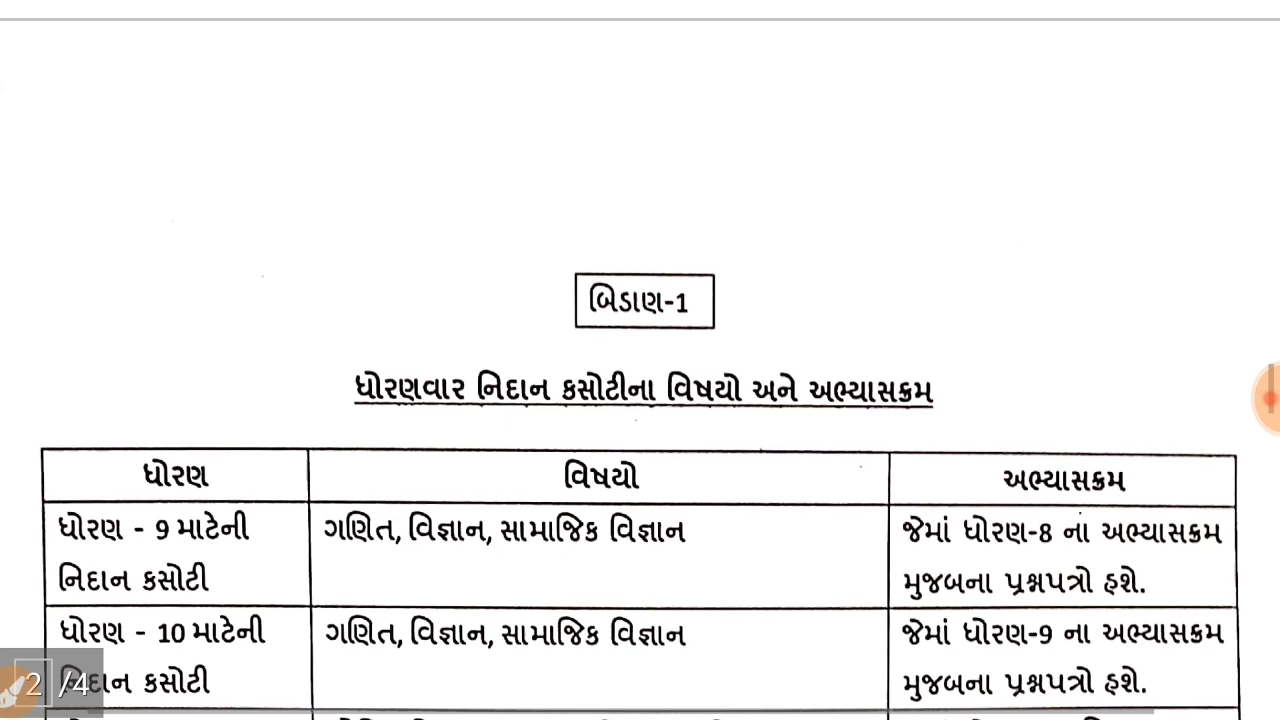 બિડાણ-1
ધોરણવાર નિદાન કસોટીના વિષયો અને અભ્યાસક્રમ
ધોરણ વિષયો અભ્યાસક્રમ
ધોરણ - 9 માટેની ગણિત, વિજ્ઞાન, સામાજિક વિજ્ઞાન જેમાં ધોરણ-8 નાં અભ્યાસક્રમ
નિદાન કસોટી મુજબના પ્રશ્નપત્રો હશે.
ધોરણ - 10 માટેની ગણિત, વિજ્ઞાન, સામાજિક વિજ્ઞાન જેમાં ધોરણ-9 ના અભ્યાસક્રમ
નિદાન કસોટી મુજબના પ્રશ્નપત્રો હશે.
2 /4